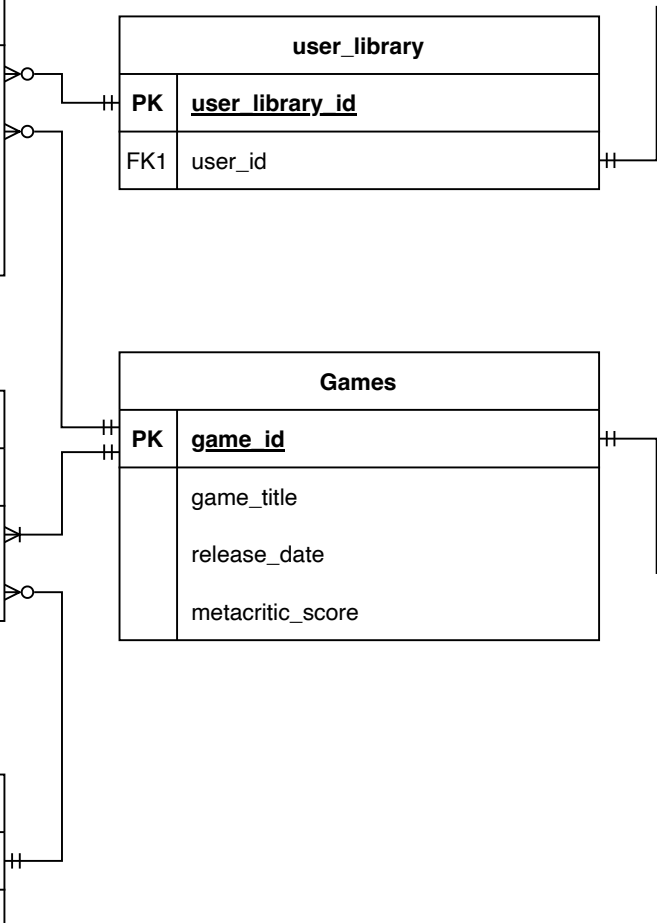 user_library
PK user_library_id
FK1 user_id
Games
PK game_id
game_title
release_date
metacritic_score